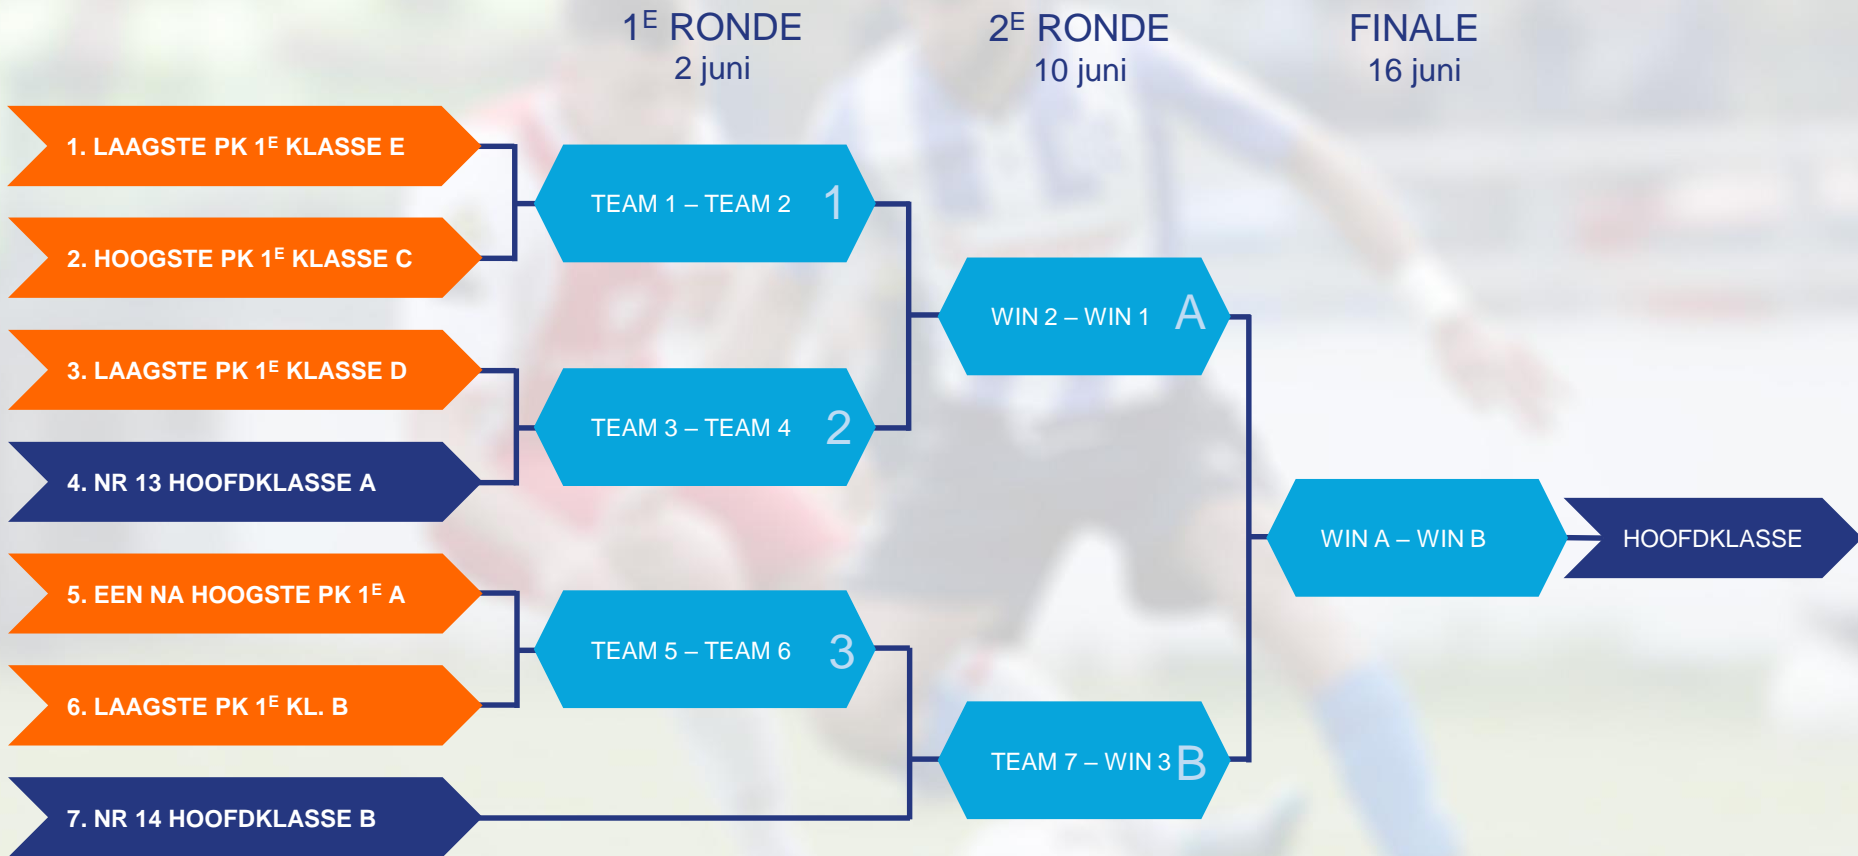 1E RONDE
2 juni
2E RONDE
10 juni
FINALE
16 juni
1. LAAGSTE PK 1E KLASSE E
2. HOOGSTE PK 1E KLASSE C
3. LAAGSTE PK 1E KLASSE D
4. NR 13 HOOFDKLASSE A
5. EEN NA HOOGSTE PK 1E A
6. LAAGSTE PK 1E KL. B
7. NR 14 HOOFDKLASSE B
TEAM 1 – TEAM 2 1
TEAM 3 – TEAM 4 2
TEAM 5 – TEAM 6 3
WIN 2 – WIN 1 A
TEAM 7 – WIN 3 B
WIN A – WIN B
HOOFDKLASSE